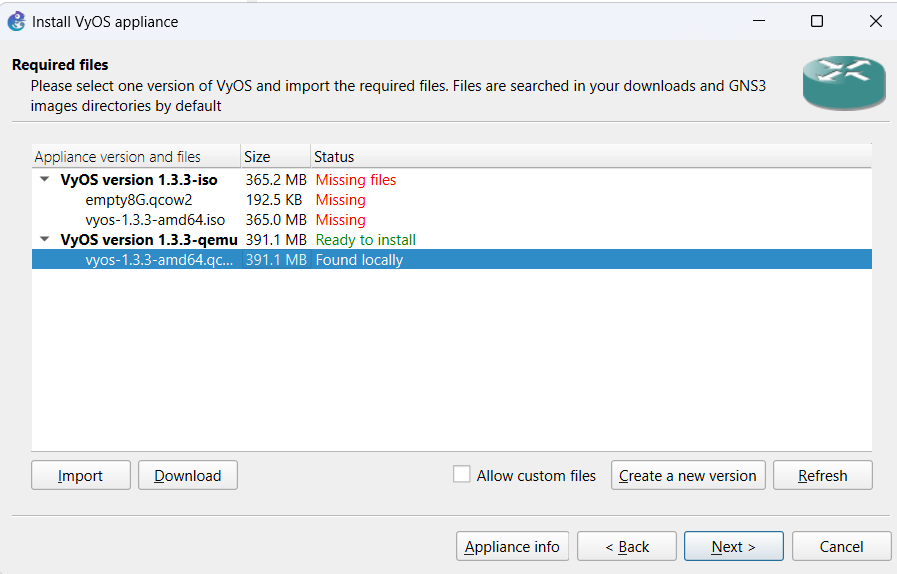 Install VyOS appliance
Required files
Please select one version of VyOS and import the required files. Files are searched in your downloads and GNS3
images directories by default
Appliance version and files Size Status
VyOS version 1.3.3-iso 365.2 MB Missing files
empty8G.qcow2 192.5 KB Missing
vyos-1.3.3-amd64.iso 365.0 MB Missing
VyOS version 1.3.3-qemu 391.1 MB Ready to install
vyos-1.3.3-amd64.qc... 391.1 MB Found locally
Import Download Allow custom files Create a new version Refresh
Appliance info < Back Next > Cancel